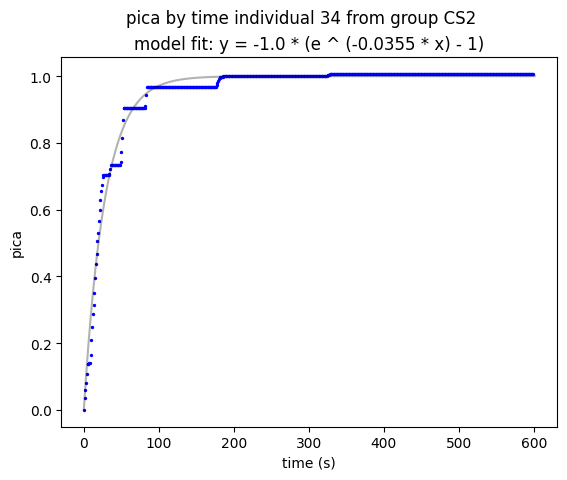 pica by time individual 34 from group CS2
model fit: y = -1.0 * (e ^ (-0.0355 * x) - 1)
1.0
0.8
0.6
0.4
0.2
0.0
pica
0 100 200 300 400 500 600
time (s)